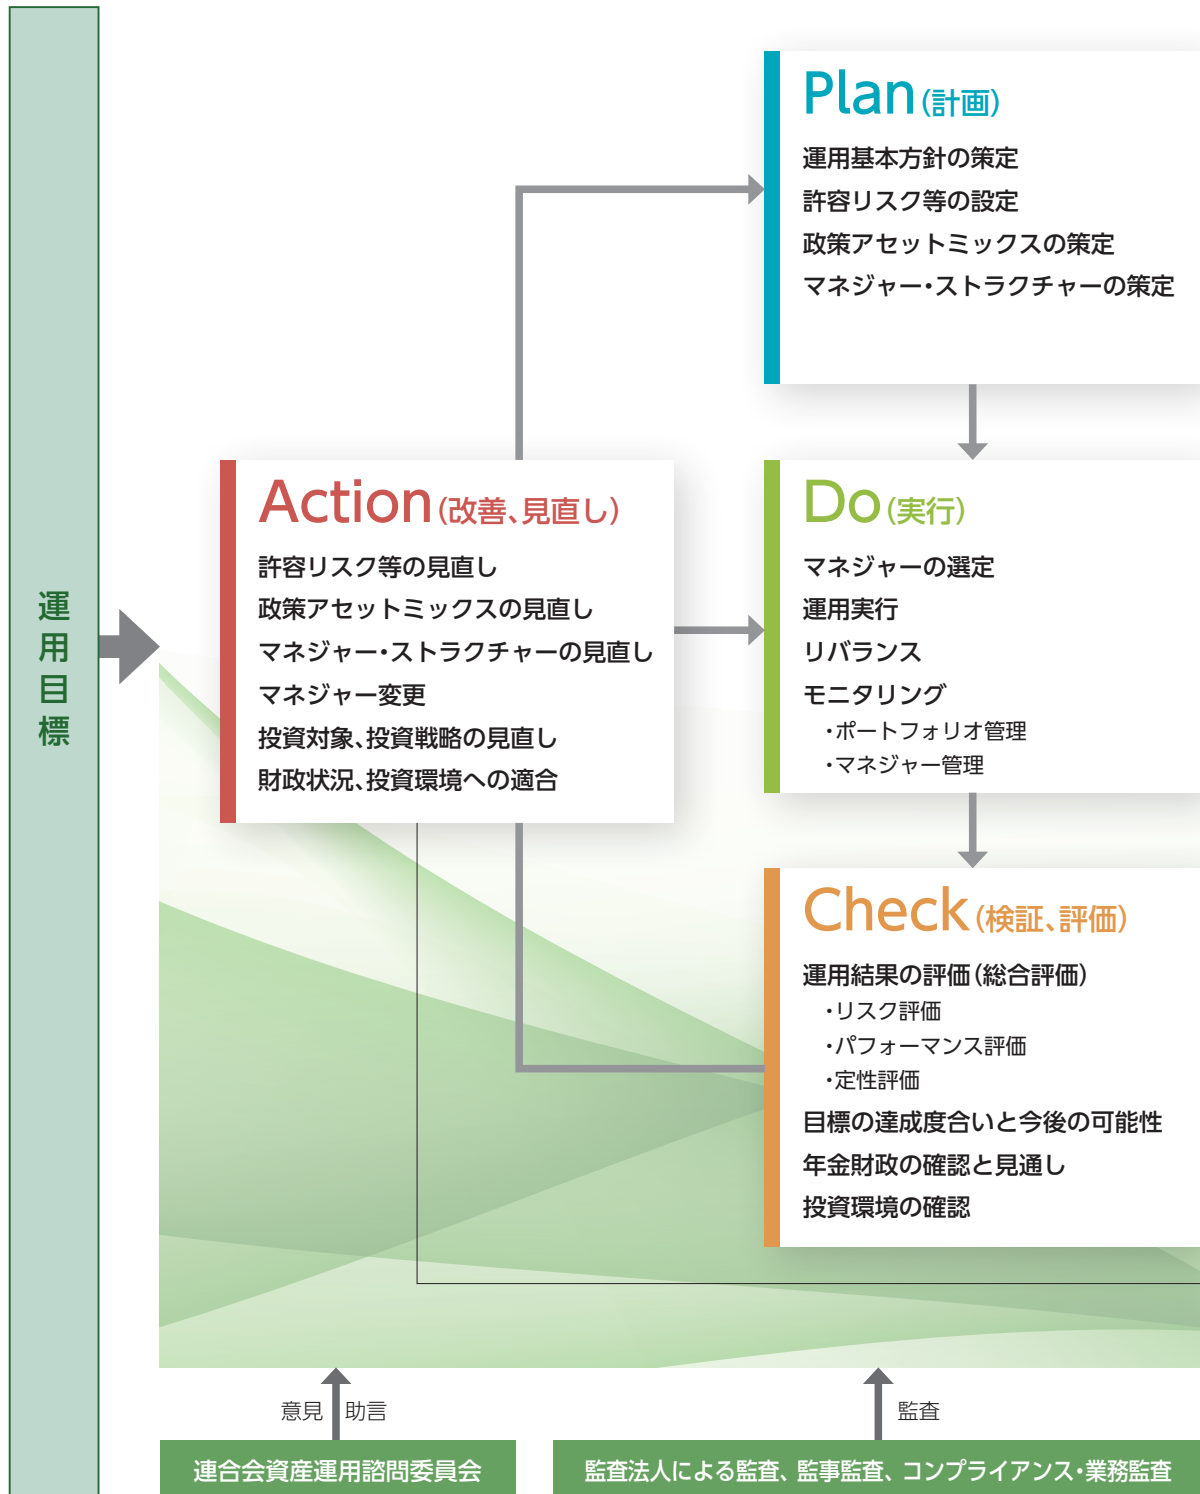 運用目標
Plan(計画)
運用基本方針の策定
許容リスク等の設定
政策アセットミックスの策定
マネジャー・ストラクチャーの策定
Action(改善、見直し)
許容リスク等の見直し
政策アセットミックスの見直し
マネジャー・ストラクチャーの見直し
マネジャー変更
投資対象、投資戦略の見直し
財政状況、投資環境への適合
Do(実行)
マネジャーの選定
運用実行
リバランス
モニタリング
・ポートフォリオ管理
・マネジャー管理
Check(検証、評価)
運用結果の評価(総合評価)
・リスク評価
・パフォーマンス評価
・定性評価
目標の達成度合いと今後の可能性
年金財政の確認と見通し
投資環境の確認
意見 助言
監査
連合会資産運用諮問委員会
監査法人による監査、監事監査、コンプライアンス・業務監査